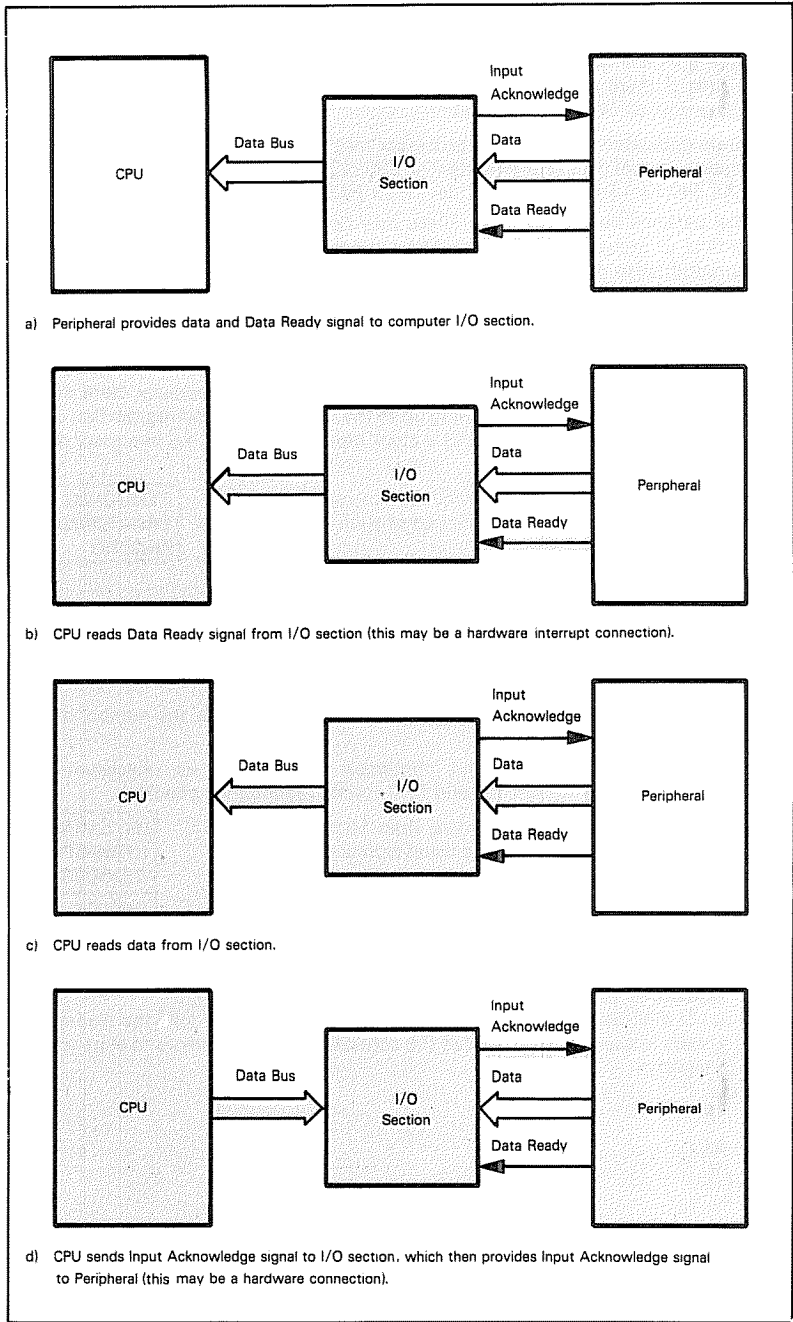 Input
Acknowledge
Data Bus
Data
CPU
I/O
Section
Peripheral
Data Ready
a) Peripheral provides data and Data Ready signal to computer I/O section.
Input
Acknowledge
Data Bus
Data
CPU
I/O
Section
Peripheral
Data Ready
b) CPU reads Data Ready signal from I/O section (this may be a hardware interrupt connection).
Input
Acknowledge
Data Bus
Data
CPU
I/O
Section
Peripheral
Data Ready
c) CPU reads data from I/O section.
Input
Acknowledge
Data Bus
Data
CPU
I/O
Section
Peripheral
Data Ready
d) CPU sends Input Acknowledge signal to I/O section, which then provides Input Acknowledge signal
to Peripheral (this may be a hardware connection).